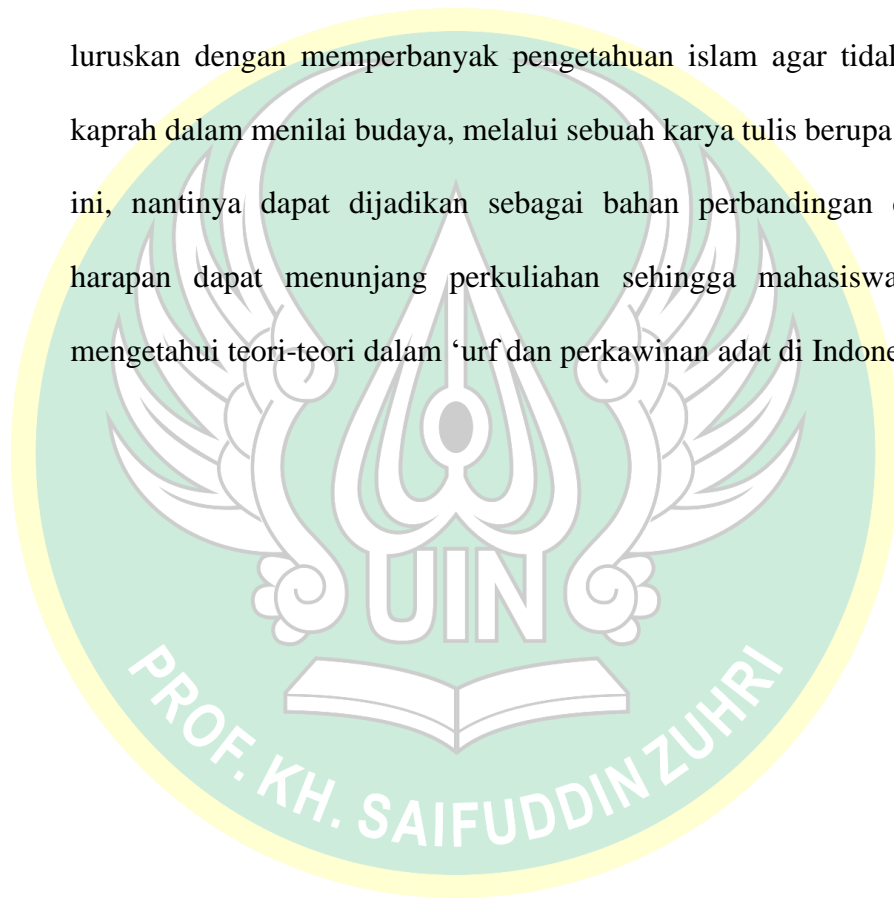 luruskan dengan memperbanyak pengetahuan islam agar tidak
kaprah dalam menilai budaya, melalui sebuah karya tulis berupa
ini, nantinya dapat dijadikan sebagai bahan perbandingan
harapan dapat menunjang perkuliahan sehingga mahasiswa
mengetahui teori-teori dalam ‘urf dan perkawinan adat di
UIN
PROF. KH. SAIFUDDIN ZUHRI